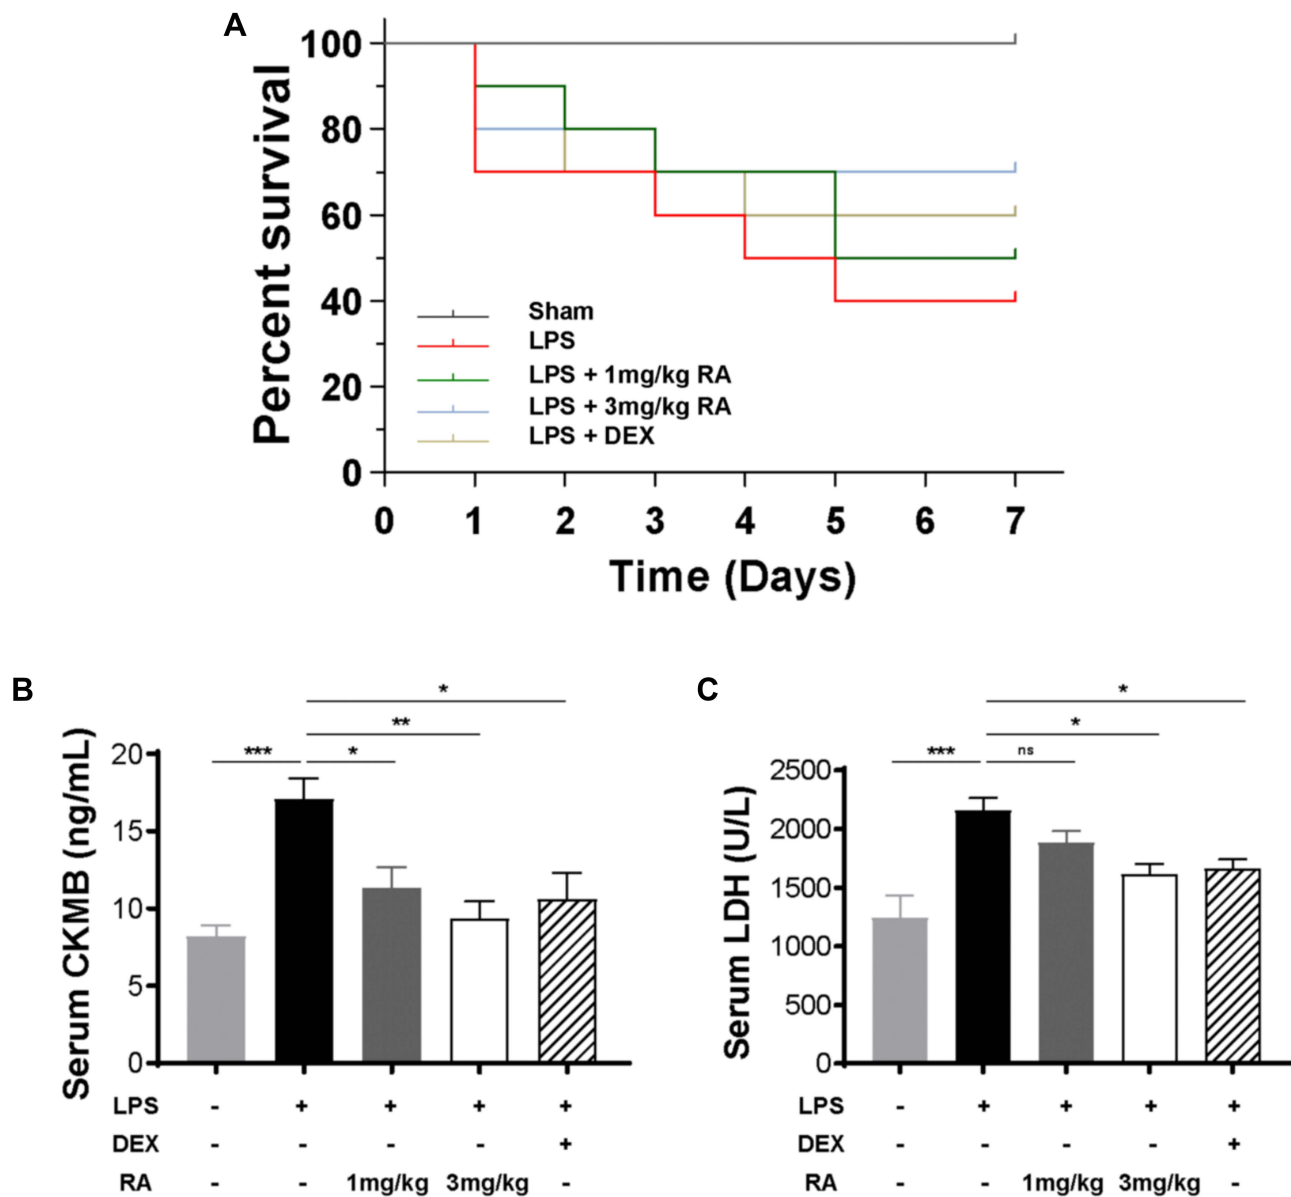 A
Percent survival
100
80
60
40
20
0
Sham
LPS
LPS + 1mg/kg RA
LPS + 3mg/kg RA
LPS + DEX
0 1 2 3 4 5 6 7
Time (Days)
B
Serum CKMB (ng/mL)
*
**
*** *
20
15
10
5
0
LPS - + + + +
DEX - - - - +
RA - - 1mg/kg 3mg/kg -
C
Serum LDH (U/L)
*
*
*** ns
2500
2000
1500
1000
500
0
LPS - + + + +
DEX - - - - +
RA - - 1mg/kg 3mg/kg -